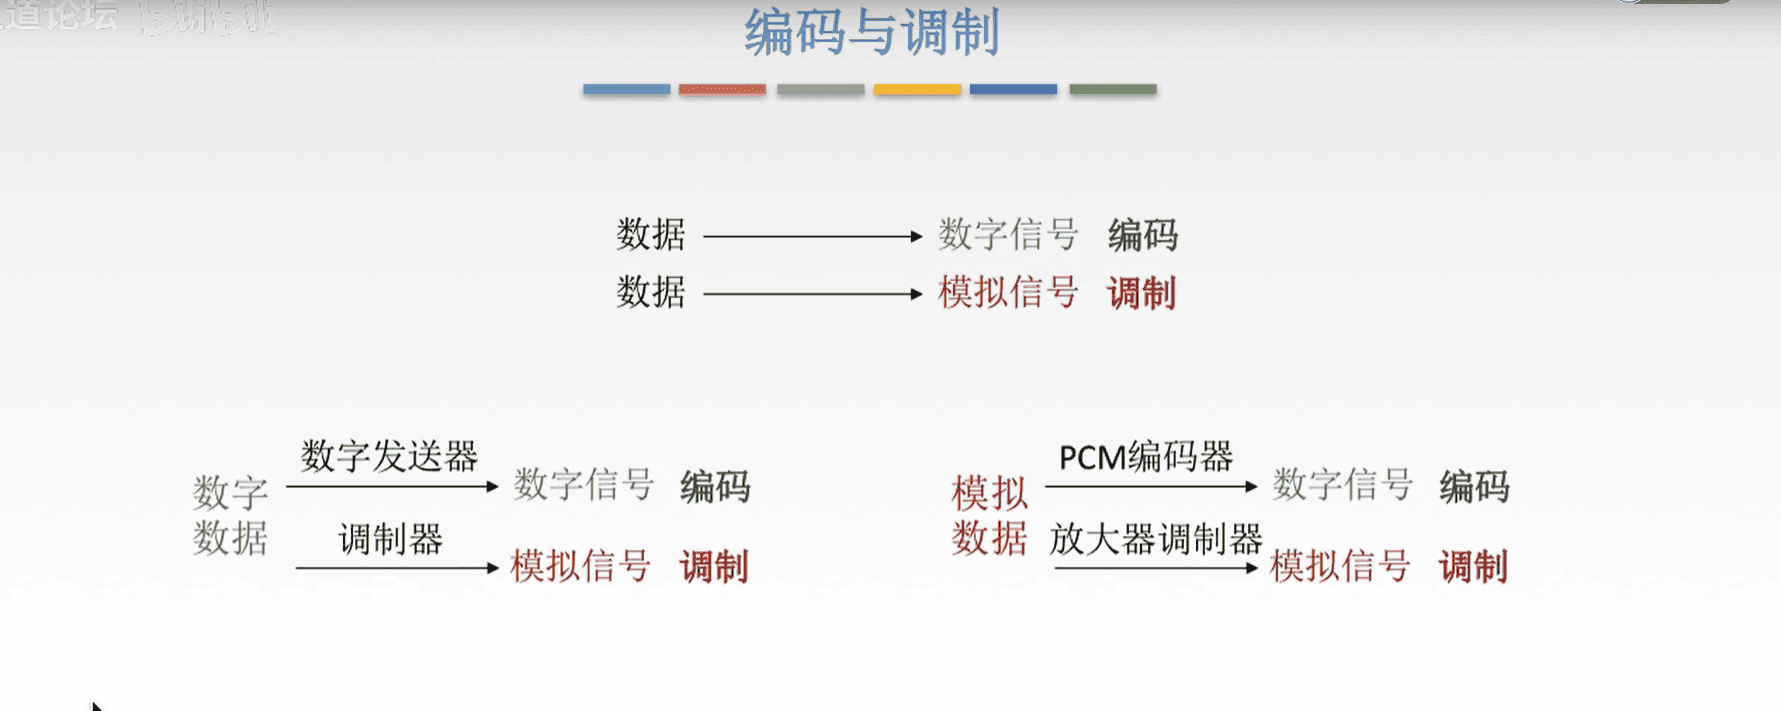 道论坛 bilibili
编码与调制
数据 数字信号 编码
数据 模拟信号 调制
数字数据
数字发送器
数字信号 编码
调制器
模拟信号 调制
模拟数据
PCM编码器
数字信号 编码
放大器调制器
模拟信号 调制